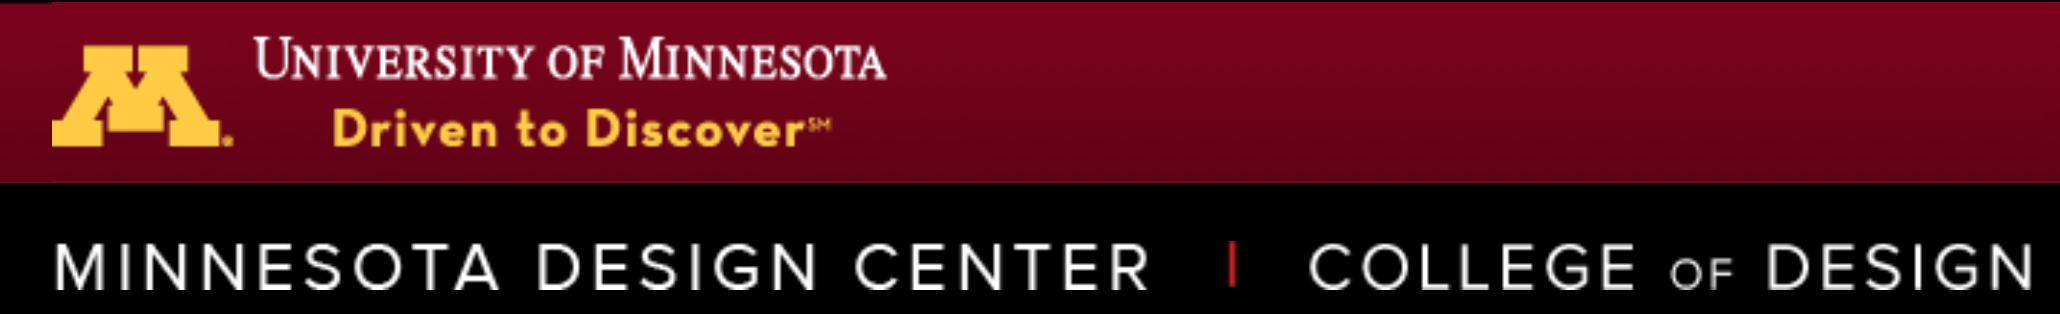 M® UNIVERSITY OF MINNESOTA
Driven to Discover℠
MINNESOTA DESIGN CENTER | COLLEGE OF DESIGN